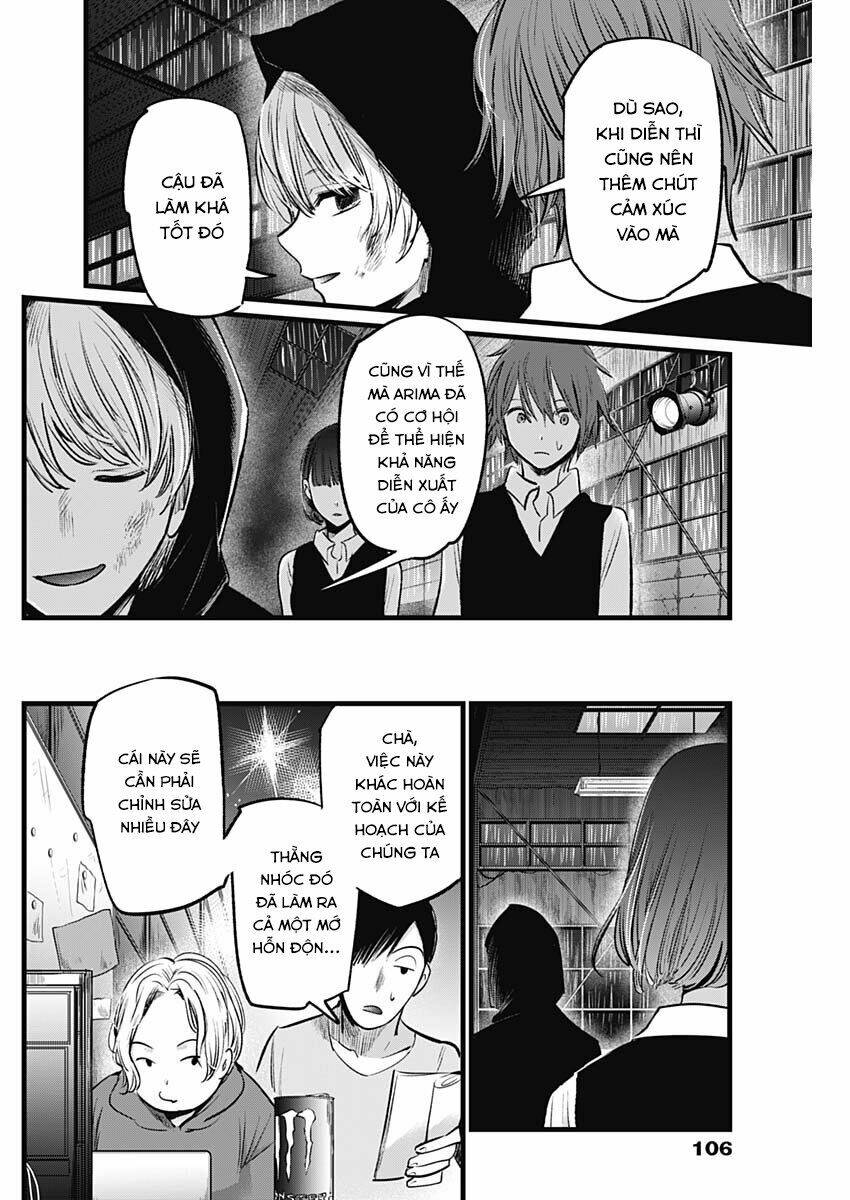 DÙ SAO,
KHI DIỄN THÌ
CŨNG NÊN
THÊM CHÚT
CẢM XÚC
VÀO MÀ
CẬU ĐÃ
LÀM KHÁ
TỐT ĐÓ
CŨNG VÌ THẾ
MÀ ARIMA ĐÃ
CÓ CƠ HỘI
ĐỂ THỂ HIỆN
KHẢ NĂNG
DIỄN XUẤT
CỦA CÔ ẤY
CHÀ,
VIỆC NÀY
KHÁC HOÀN
TOÀN VỚI KẾ
HOẠCH CỦA
CHÚNG TA
THẰNG
NHÓC ĐÓ
ĐÃ LÀM RA
CẢ MỘT MỚ
HỖN ĐỘN...
CÁI NÀY SẼ
CẦN PHẢI
CHỈNH SỬA
NHIỀU ĐÂY
106